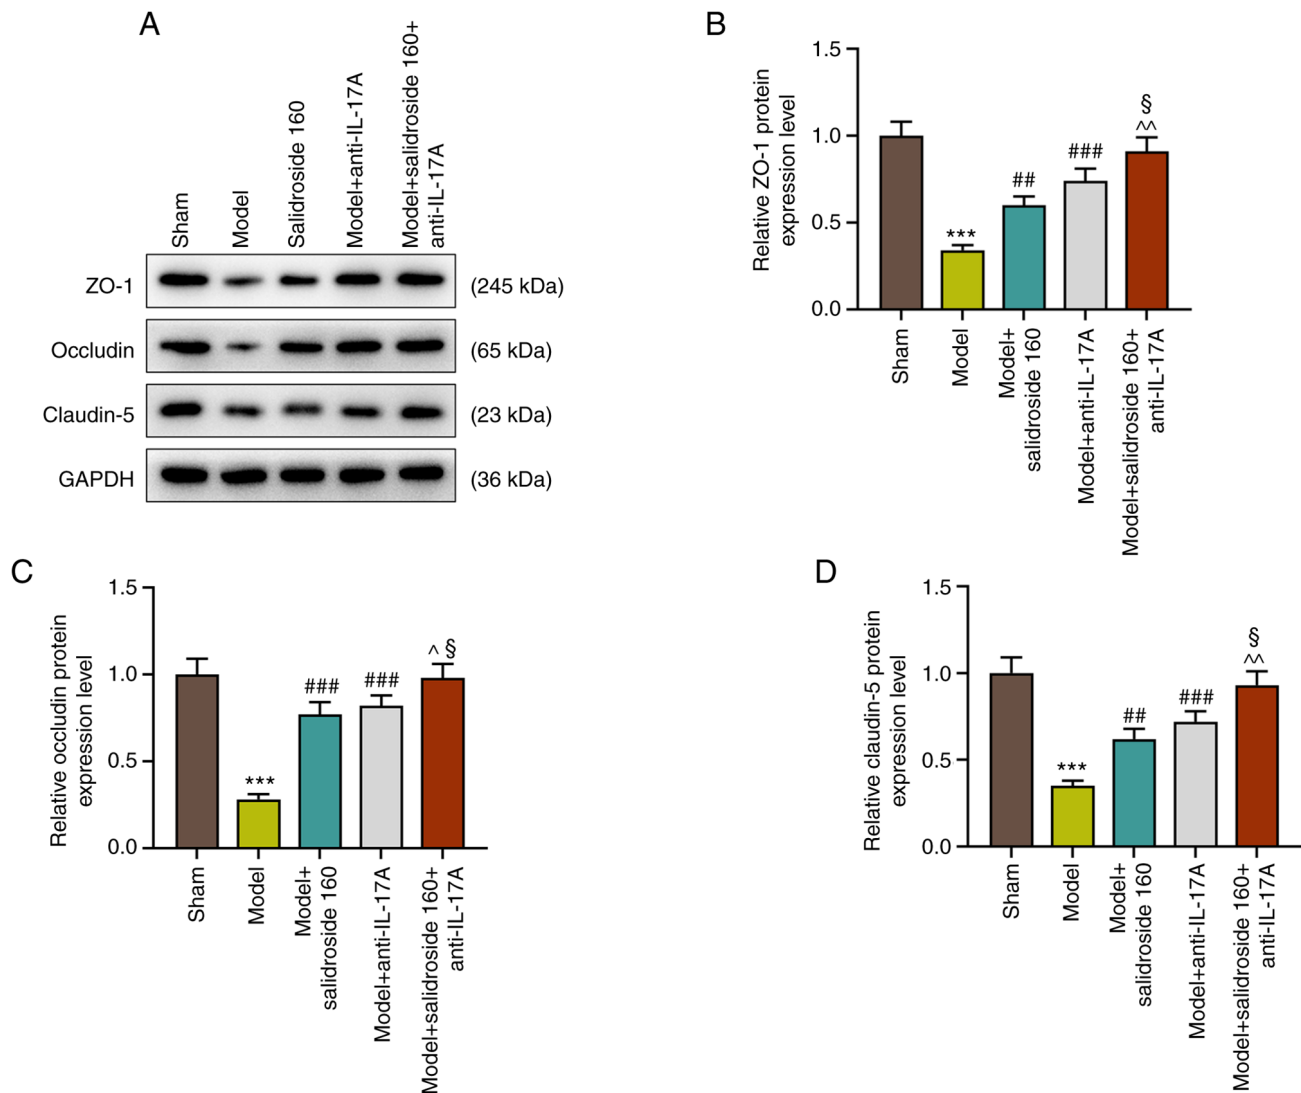 A
Sham
Model
Salidroside 160
Model+anti-IL-17A
Model+salidroside 160+
anti-IL-17A
ZO-1
(245 kDa)
Occludin
(65 kDa)
Claudin-5
(23 kDa)
GAPDH
(36 kDa)
B
Relative ZO-1 protein
expression level
1.5
1.0
0.5
0.0
***
##
###
§
^^
Sham
Model
Model+
salidroside 160
Model+anti-IL-17A
Model+salidroside 160+
anti-IL-17A
C
Relative occludin protein
expression level
1.5
1.0
0.5
0.0
***
###
###
^ §
Sham
Model
Model+
salidroside 160
Model+anti-IL-17A
Model+salidroside 160+
anti-IL-17A
D
Relative claudin-5 protein
expression level
1.5
1.0
0.5
0.0
***
##
###
§
^^
Sham
Model
Model+
salidroside 160
Model+anti-IL-17A
Model+salidroside 160+
anti-IL-17A